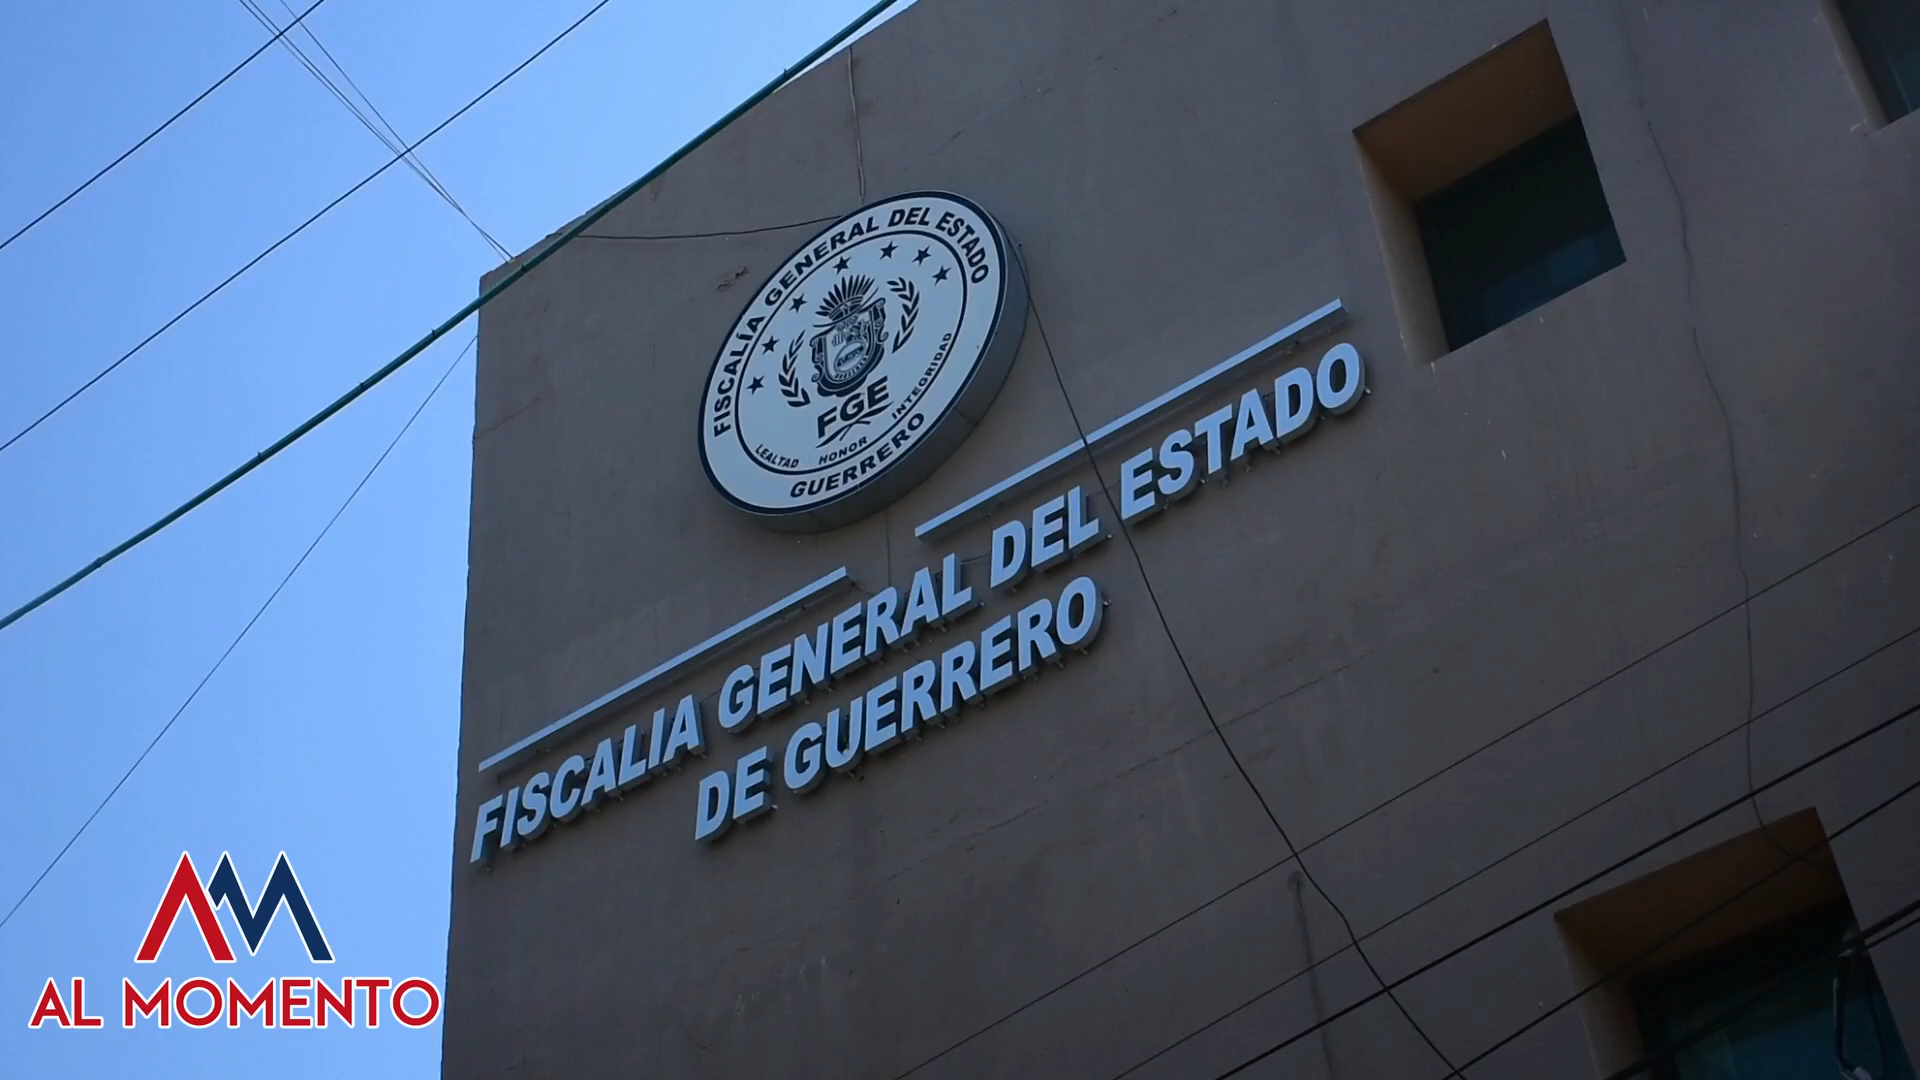 FISCALÍA GENERAL DEL ESTADO
FGE
LEALTAD HONOR INTEGRIDAD
GUERRERO
FISCALIA GENERAL DEL ESTADO
DE GUERRERO
AM
AL MOMENTO